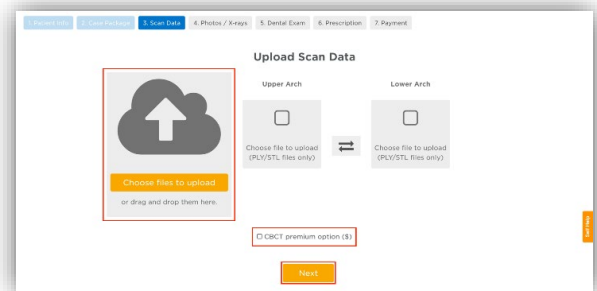 1. Patient Info 2. Case Package 3. Scan Data 4. Photos / X-rays 5. Dental Exam 6. Prescription 7. Payment
Upload Scan Data
Upper Arch
Lower Arch
Choose file to upload
(PLY/STL files only)
Choose file to upload
(PLY/STL files only)
Choose files to upload
or drag and drop them here.
CBCT premium option ($)
Next